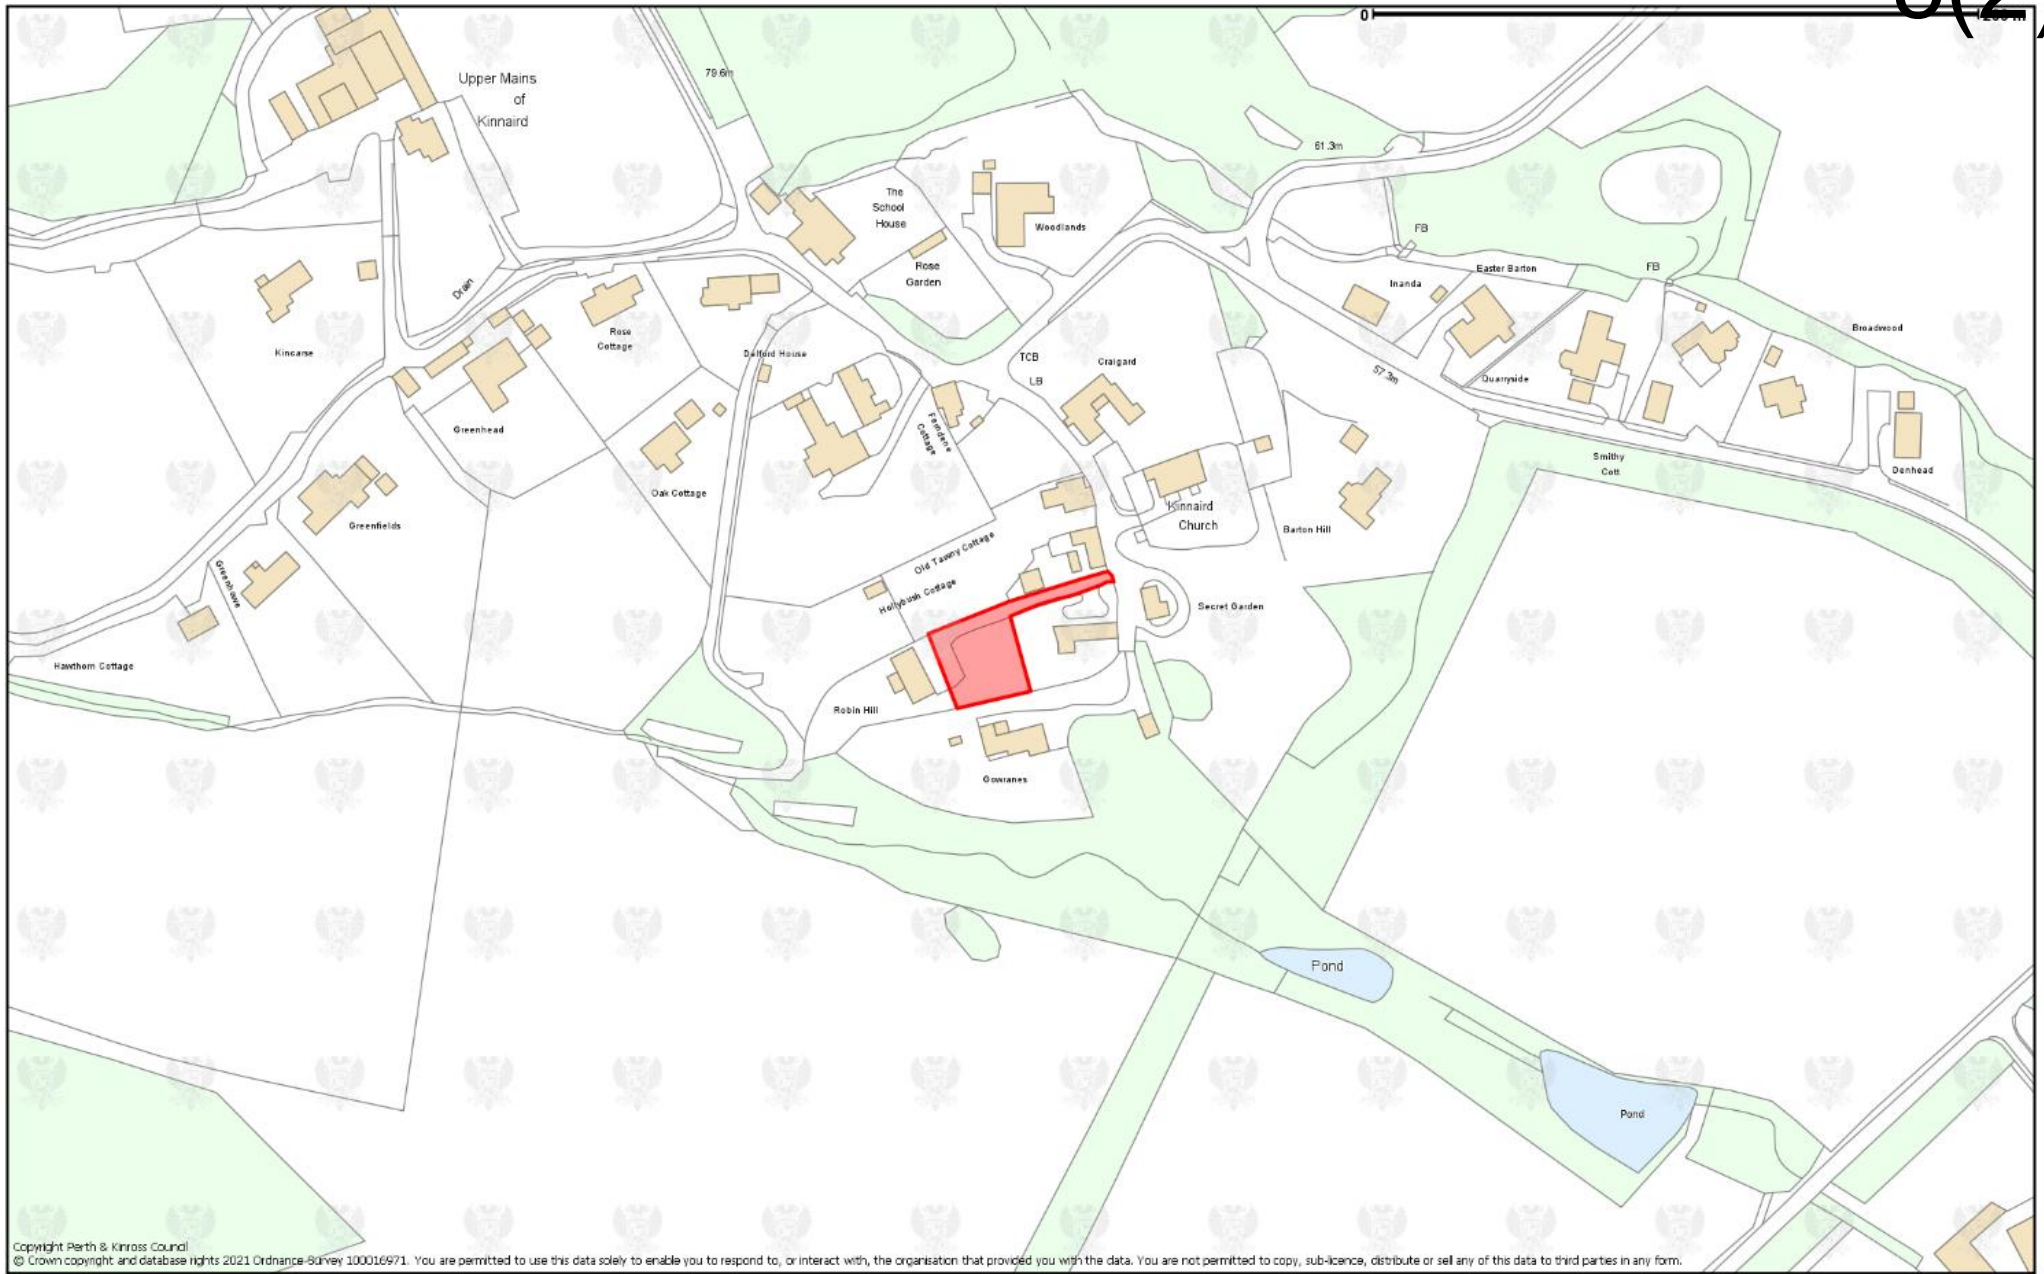 0
79.6m
Upper Mains
of
Kinnaird
61.3m
The
School
House
Woodlands
FB
Rose
Garden
Easter Barton
FB
Inanda
Drain
Rose
Cottage
Kincarse
Delford House
TCB
Craigard
LB
57.3m
Quarryside
Broadwood
Greenhead
Ferndene
Cottage
Smithy
Cott
Denhead
Oak Cottage
Greenfields
Kinnaird
Church
Barton Hill
Old Tawny Cottage
Hollybush Cottage
Greenhowe
Secret Garden
Hawthorn Cottage
Robin Hill
Gowranes
Pond
Pond
Copyright Perth & Kinross Council
© Crown copyright and database rights 2021 Ordnance Survey 100016971. You are permitted to use this data solely to enable you to respond to, or interact with, the organisation that provided you with the data. You are not permitted to copy, sub-licence, distribute or sell any of this data to third parties in any form.